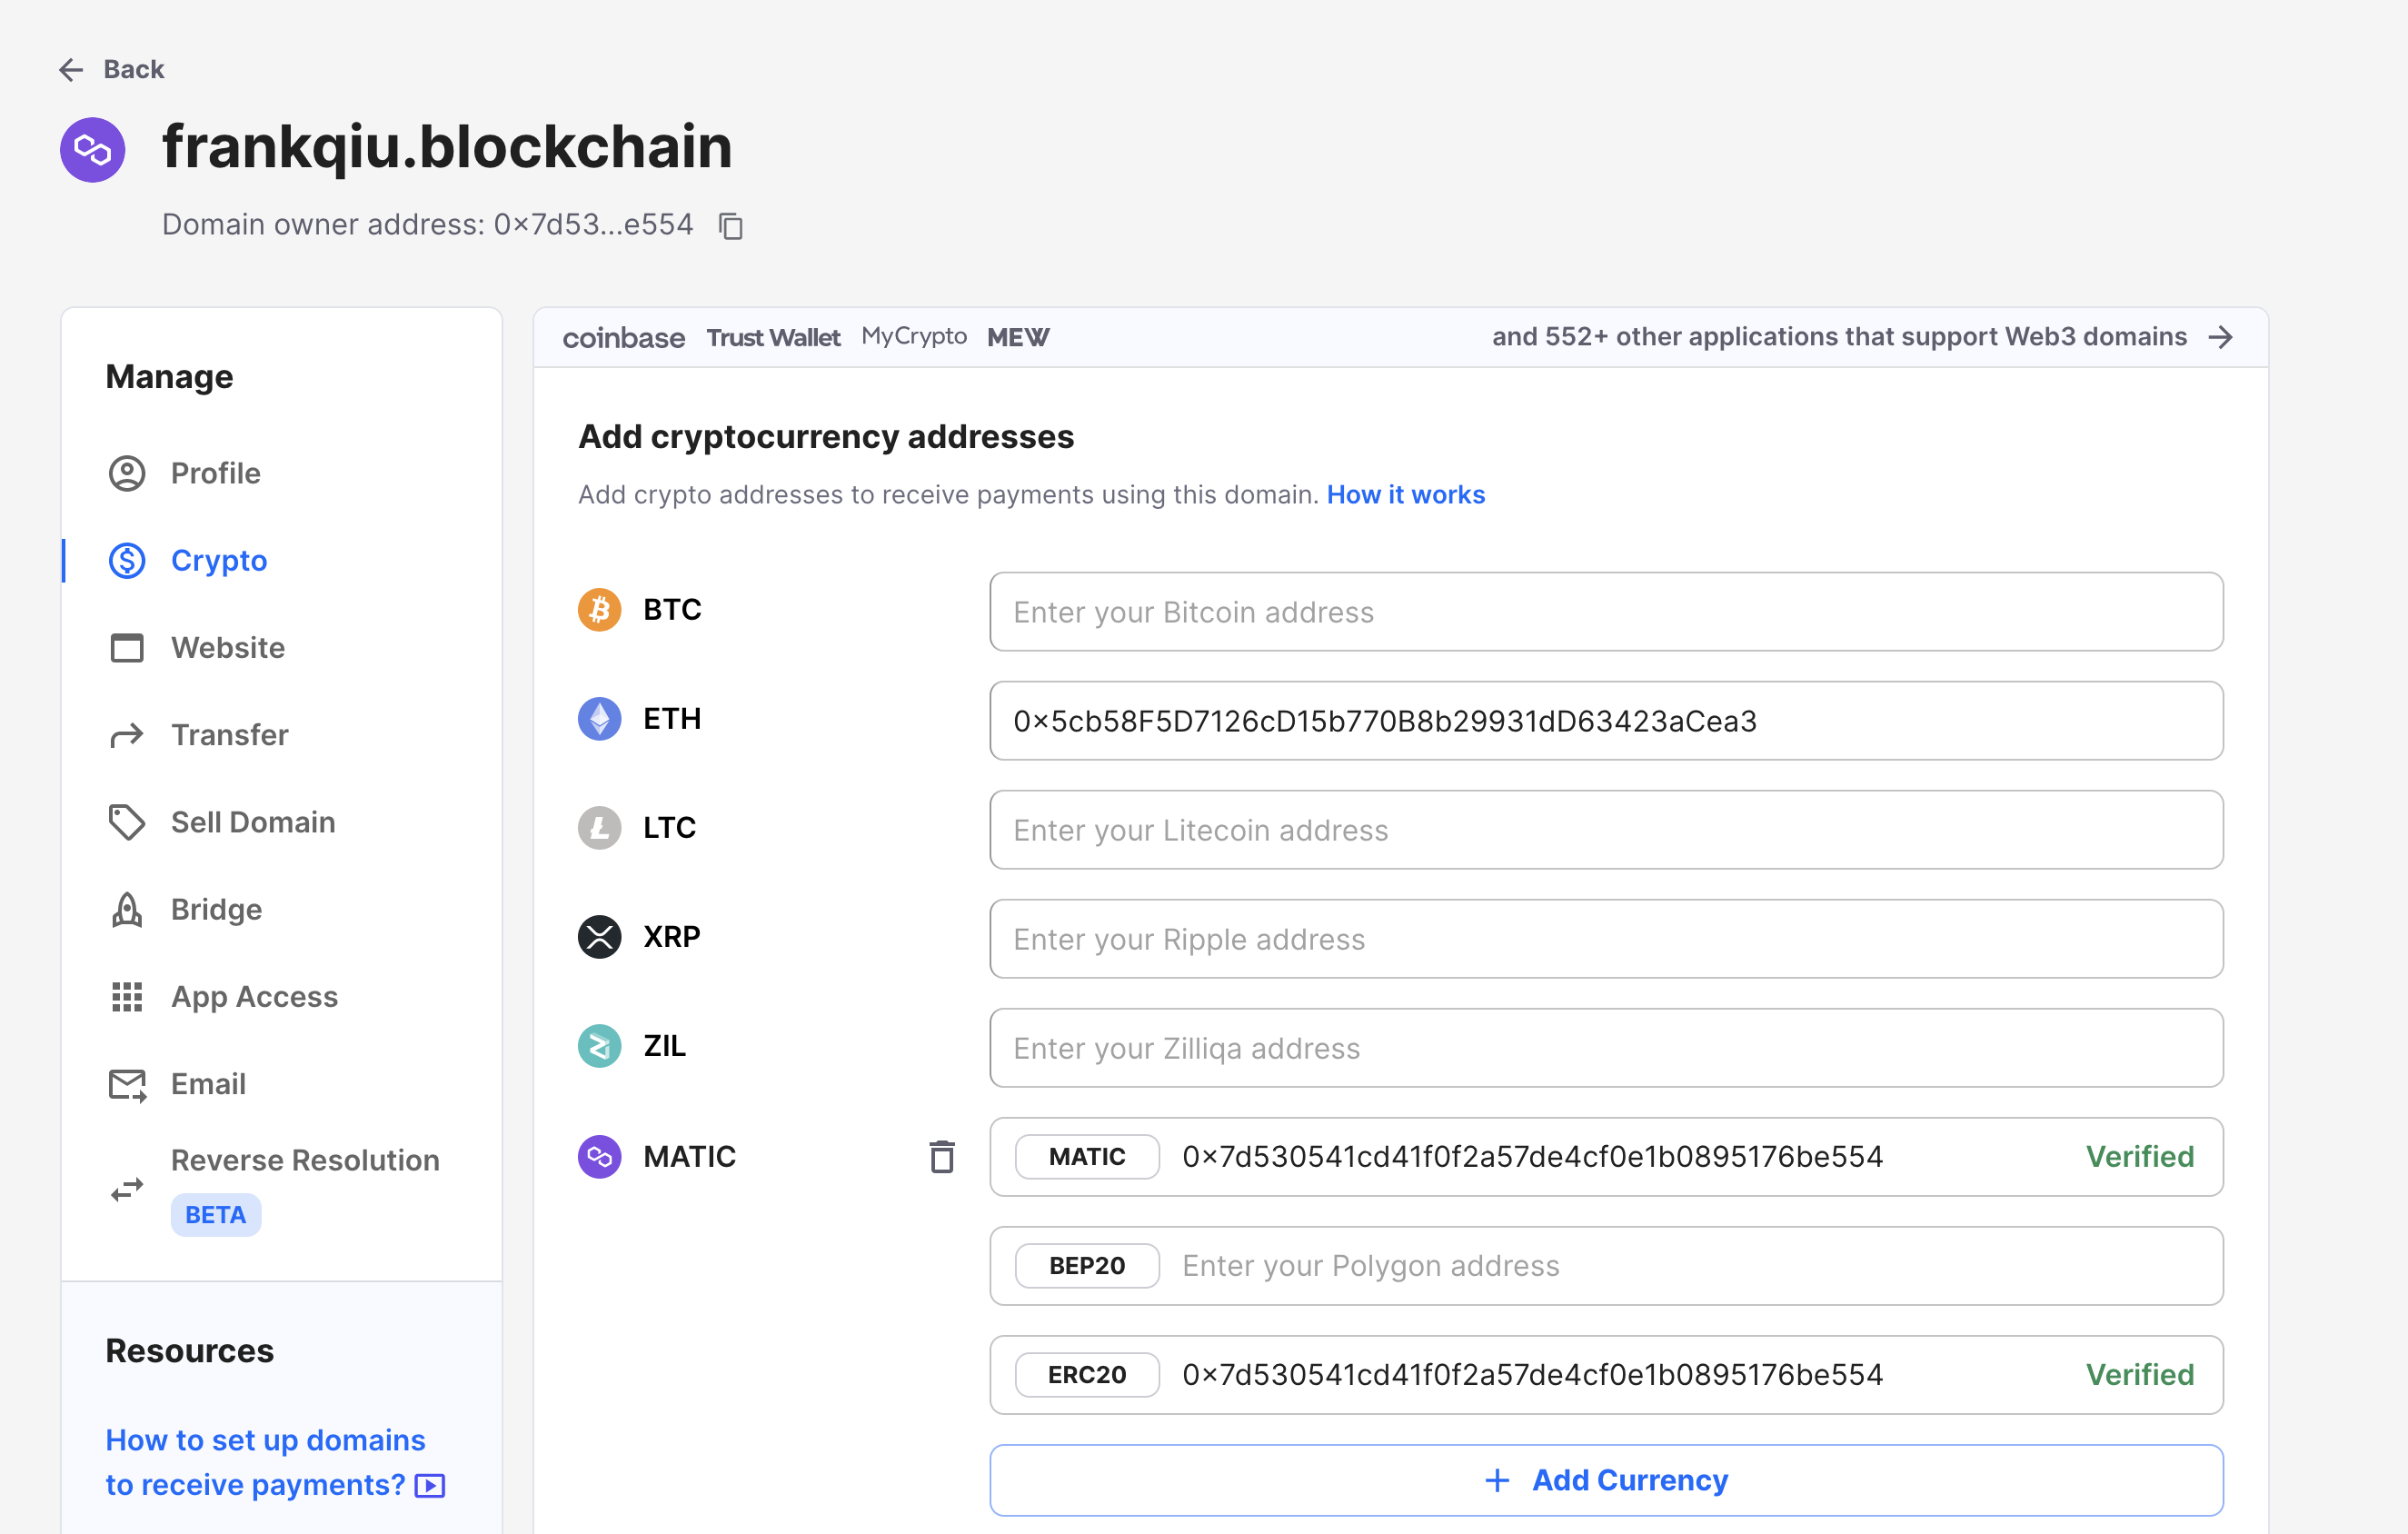 Back
frankqiu.blockchain
Domain owner address: 0×7d53...e554
Manage
Profile
Crypto
Website
Transfer
Sell Domain
Bridge
App Access
Email
Reverse Resolution
BETA
Resources
How to set up domains
to receive payments?
coinbase Trust Wallet MyCrypto MEW and 552+ other applications that support Web3 domains
Add cryptocurrency addresses
Add crypto addresses to receive payments using this domain. How it works
BTC Enter your Bitcoin address
ETH 0×5cb58F5D7126cD15b770B8b29931dD63423aCea3
LTC Enter your Litecoin address
XRP Enter your Ripple address
ZIL Enter your Zilliqa address
MATIC MATIC 0×7d530541cd41f0f2a57de4cf0e1b0895176be554 Verified
BEP20 Enter your Polygon address
ERC20 0×7d530541cd41f0f2a57de4cf0e1b0895176be554 Verified
+ Add Currency